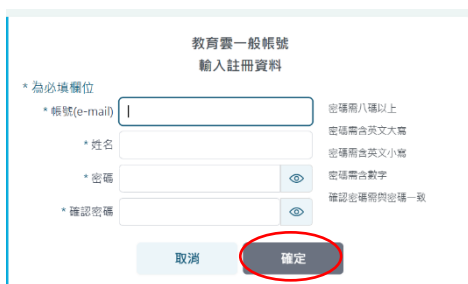 教育雲一般帳號
輸入註冊資料
* 為必填欄位
* 帳號(e-mail)
* 姓名
* 密碼
* 確認密碼
密碼需八碼以上
密碼需含英文大寫
密碼需含英文小寫
密碼需含數字
確認密碼需與密碼一致
取消
確定